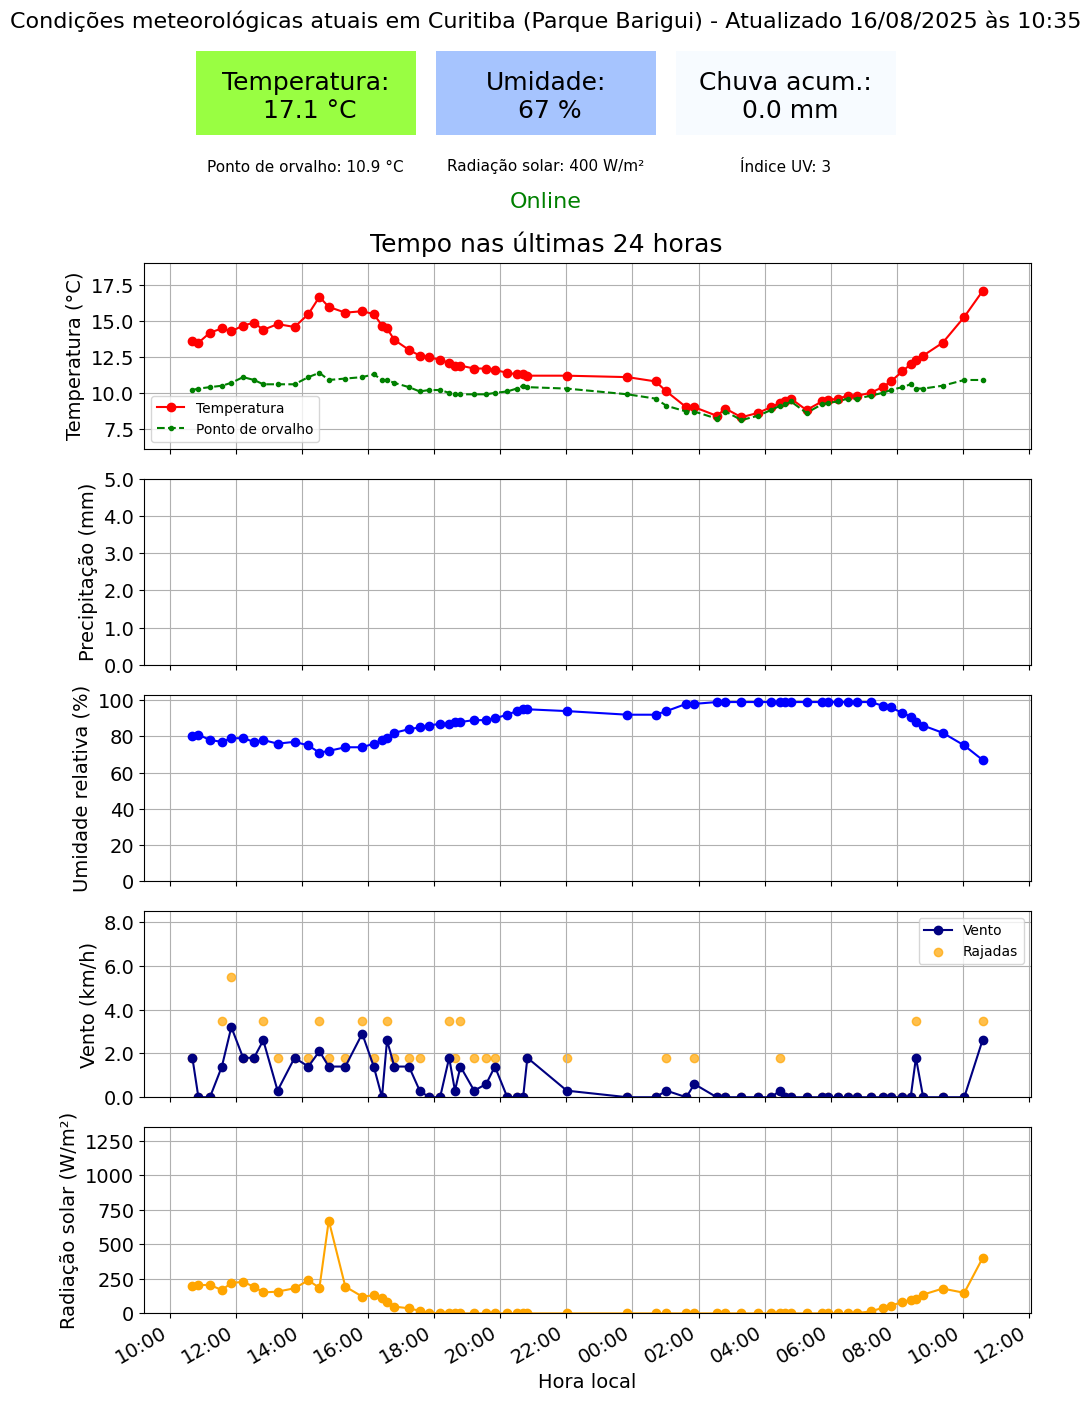 Condições meteorológicas atuais em Curitiba (Parque Barigui) - Atualizado 16/08/2025 às 10:35
Temperatura:
17.1 °C
Umidade:
67 %
Chuva acum.:
0.0 mm
Ponto de orvalho: 10.9 °C
Radiação solar: 400 W/m²
Índice UV: 3
Online
Tempo nas últimas 24 horas
Temperatura (°C)
17.5
15.0
12.5
10.0
7.5
Temperatura
Ponto de orvalho
Precipitação (mm)
5.0
4.0
3.0
2.0
1.0
0.0
Umidade relativa (%)
100
80
60
40
20
0
Vento (km/h)
8.0
6.0
4.0
2.0
0.0
Vento
Rajadas
Radiação solar (W/m²)
1250
1000
750
500
250
0
10:00 12:00 14:00 16:00 18:00 20:00 22:00 00:00 02:00 04:00 06:00 08:00 10:00 12:00
Hora local